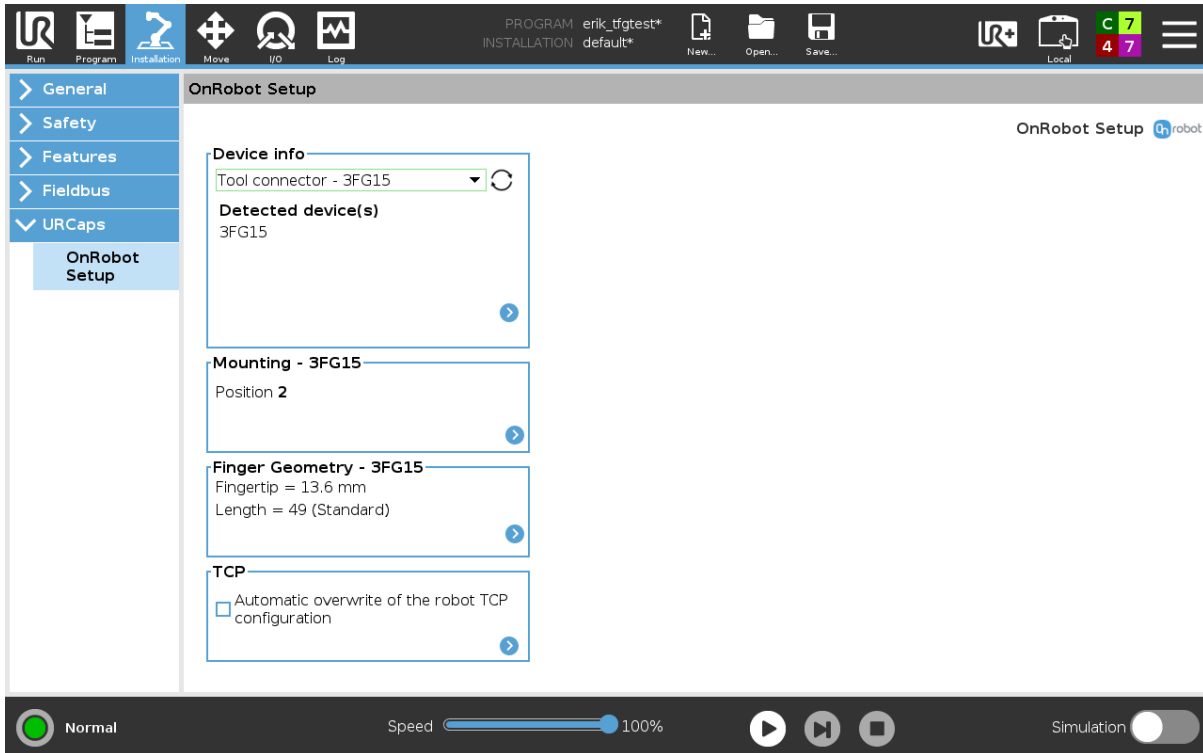 PROGRAM erik_tfgtest*
INSTALLATION default*
Run
Program
Installation
Move
I/O
Log
New...
Open...
Save...
UR+
Local
C 7
4 7
General
Safety
Features
Fieldbus
URCaps
OnRobot
Setup
OnRobot Setup
OnRobot Setup On robot
Device info
Tool connector - 3FG15
Detected device(s)
3FG15
Mounting - 3FG15
Position 2
Finger Geometry - 3FG15
Fingertip = 13.6 mm
Length = 49 (Standard)
TCP
Automatic overwrite of the robot TCP
configuration
Normal
Speed 100%
Simulation